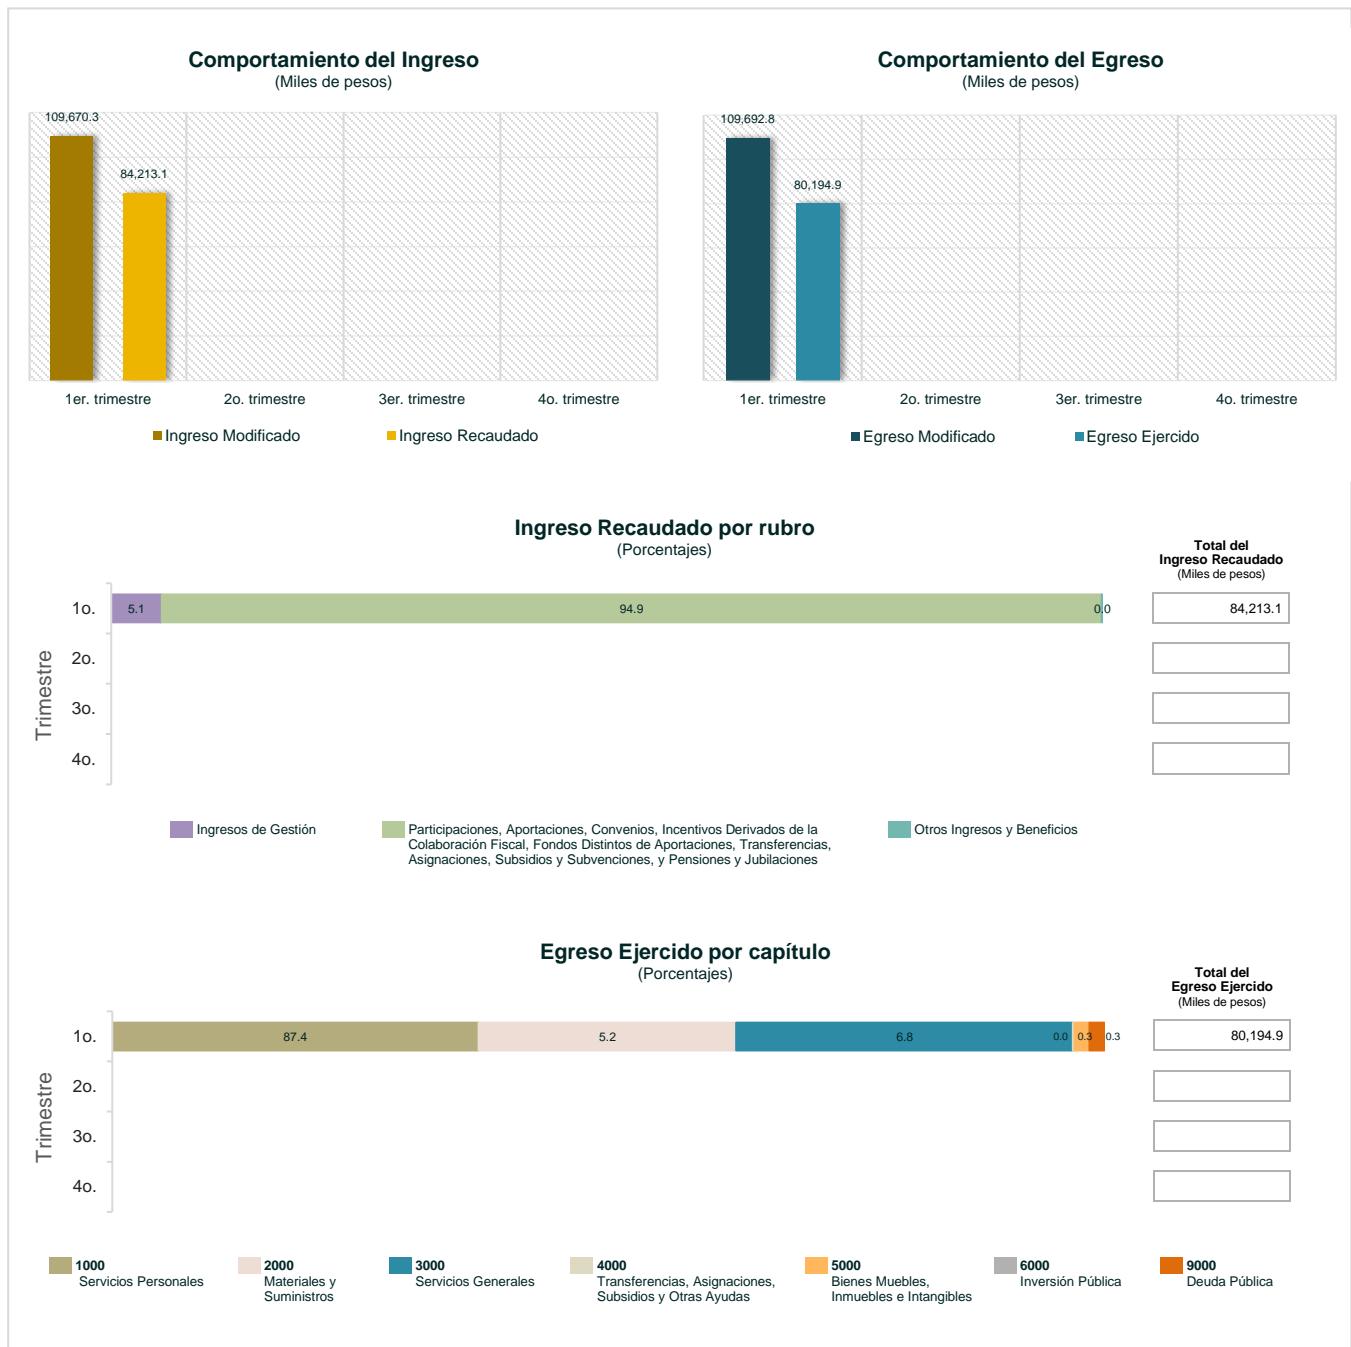 Comportamiento del Ingreso
(Miles de pesos)
109,670.3
84,213.1
1er. trimestre
2o. trimestre
3er. trimestre
4o. trimestre
Ingreso Modificado
Ingreso Recaudado
Comportamiento del Egreso
(Miles de pesos)
109,692.8
80,194.9
1er. trimestre
2o. trimestre
3er. trimestre
4o. trimestre
Egreso Modificado
Egreso Ejercido
Ingreso Recaudado por rubro
(Porcentajes)
Total del
Ingreso Recaudado
(Miles de pesos)
Trimestre
1o.
5.1
94.9
0.0
84,213.1
2o.
3o.
4o.
Ingresos de Gestión
Participaciones, Aportaciones, Convenios, Incentivos Derivados de la
Colaboración Fiscal, Fondos Distintos de Aportaciones, Transferencias,
Asignaciones, Subsidios y Subvenciones, y Pensiones y Jubilaciones
Otros Ingresos y Beneficios
Egreso Ejercido por capítulo
(Porcentajes)
Total del
Egreso Ejercido
(Miles de pesos)
Trimestre
1o.
87.4
5.2
6.8
0.0
0.3
0.3
80,194.9
2o.
3o.
4o.
1000
Servicios Personales
2000
Materiales y
Suministros
3000
Servicios Generales
4000
Transferencias, Asignaciones,
Subsidios y Otras Ayudas
5000
Bienes Muebles,
Inmuebles e Intangibles
6000
Inversión Pública
9000
Deuda Pública